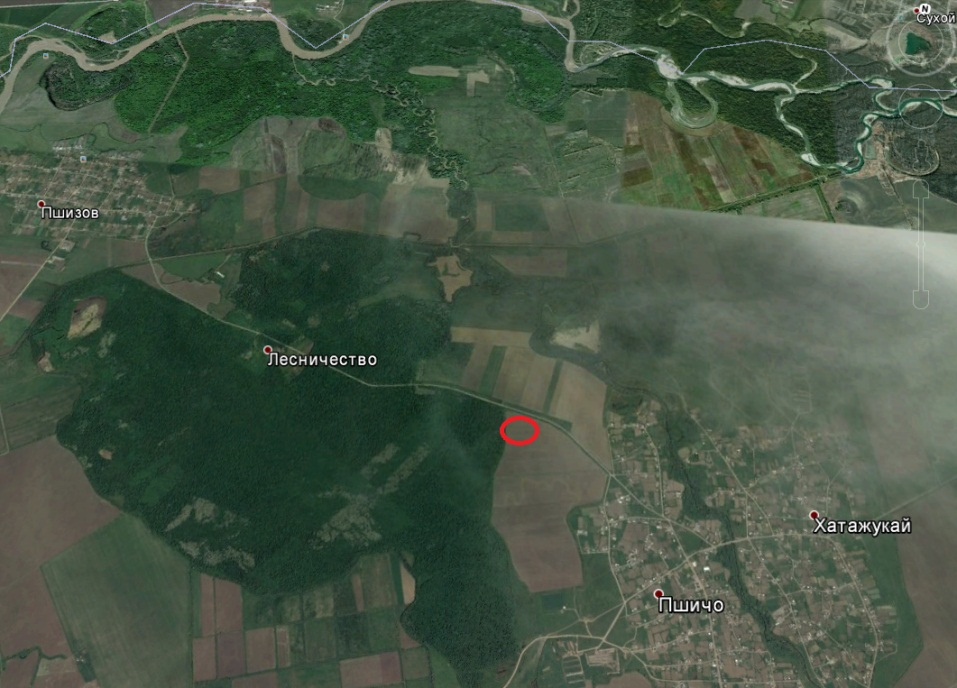 N
Сухой
Пшизов
Лесничество
Хатажукай
Пшичо